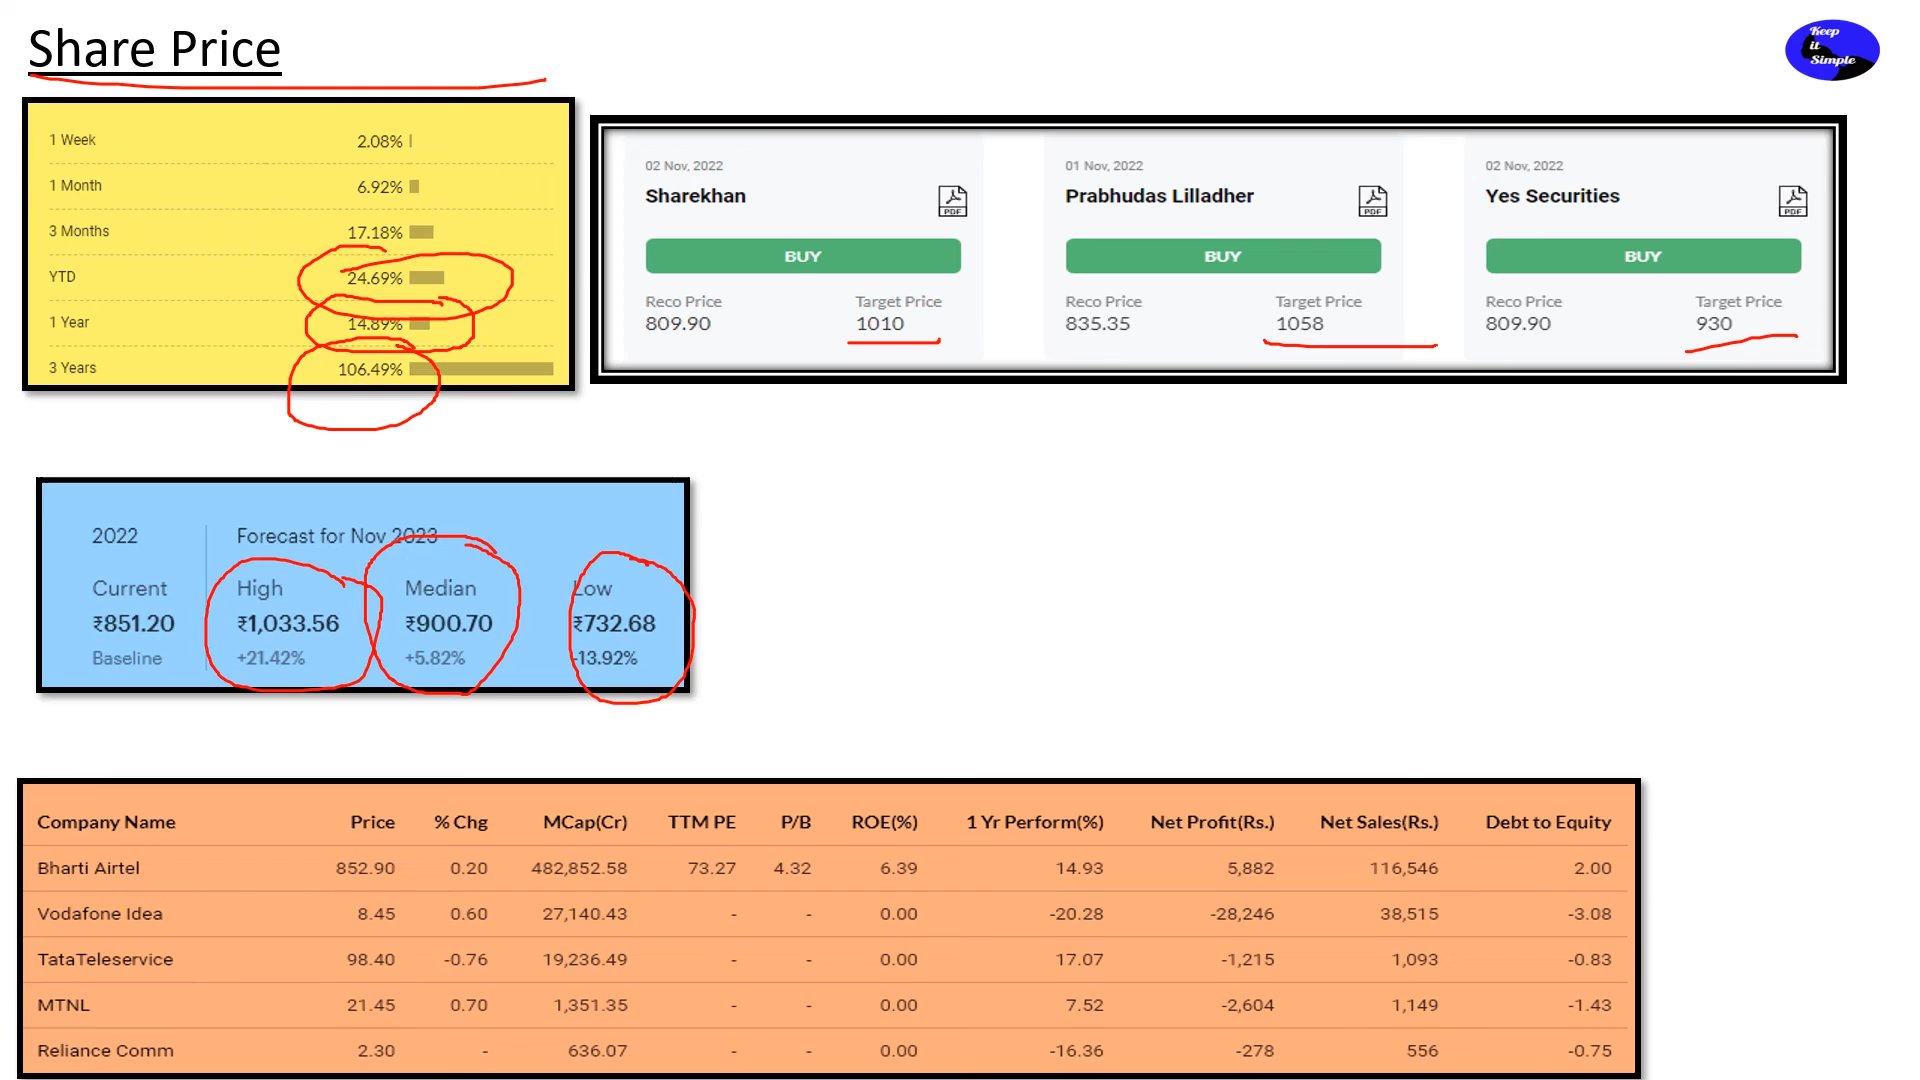 Share Price
Keep
it
Simple
1 Week 2.08%
1 Month 6.92%
3 Months 17.18%
YTD 24.69%
1 Year 14.89%
3 Years 106.49%
02 Nov, 2022
Sharekhan
PDF
BUY
Reco Price Target Price
809.90 1010
01 Nov, 2022
Prabhudas Lilladher
PDF
BUY
Reco Price Target Price
835.35 1058
02 Nov, 2022
Yes Securities
PDF
BUY
Reco Price Target Price
809.90 930
2022 Forecast for Nov 2023
Current High Median Low
₹851.20 ₹1,033.56 ₹900.70 ₹732.68
Baseline +21.42% +5.82% -13.92%
Company Name Price % Chg MCap(Cr) TTM PE P/B ROE(%) 1 Yr Perform(%) Net Profit(Rs.) Net Sales(Rs.) Debt to Equity
Bharti Airtel 852.90 0.20 482,852.58 73.27 4.32 6.39 14.93 5,882 116,546 2.00
Vodafone Idea 8.45 0.60 27,140.43 - - 0.00 -20.28 -28,246 38,515 -3.08
TataTeleservice 98.40 -0.76 19,236.49 - - 0.00 17.07 -1,215 1,093 -0.83
MTNL 21.45 0.70 1,351.35 - - 0.00 7.52 -2,604 1,149 -1.43
Reliance Comm 2.30 - 636.07 - - 0.00 -16.36 -278 556 -0.75